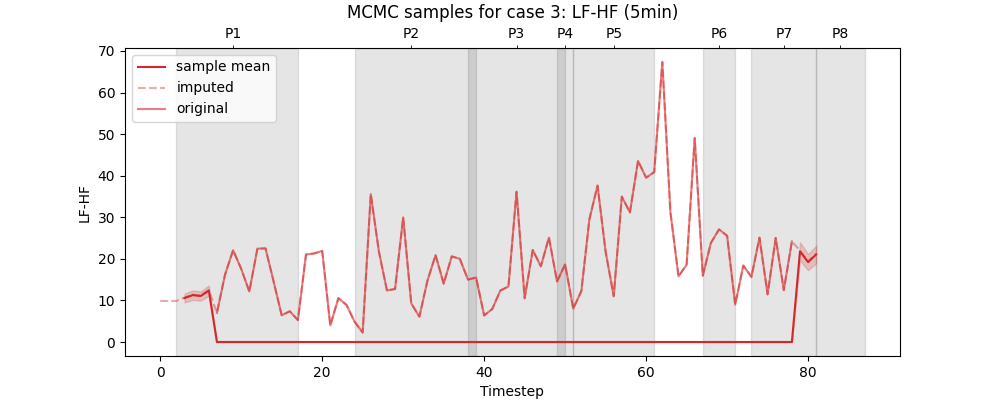 MCMC samples for case 3: LF-HF (5min)
P1 P2 P3 P4 P5 P6 P7 P8
sample mean
imputed
original
70
60
50
40
30
20
10
0
LF-HF
0 20 40 60 80
Timestep